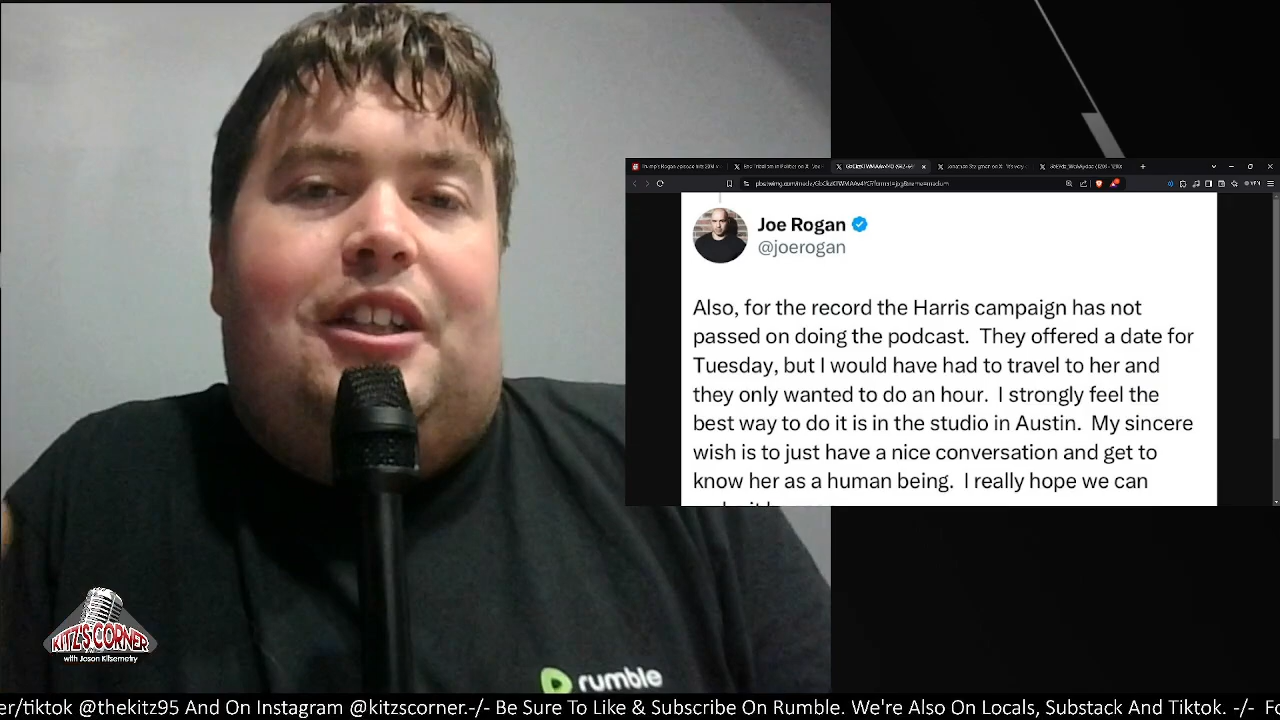 Joe Rogan
@joerogan
Also, for the record the Harris campaign has not
passed on doing the podcast. They offered a date for
Tuesday, but I would have had to travel to her and
they only wanted to do an hour. I strongly feel the
best way to do it is in the studio in Austin. My sincere
wish is to just have a nice conversation and get to
know her as a human being. I really hope we can
KITZ'S CORNER
with Jason Kitsemetry
rumble
er/tiktok @thekitz95 And On Instagram @kitzscorner.-/- Be Sure To Like & Subscribe On Rumble. We're Also On Locals, Substack And Tiktok. -/- Fo